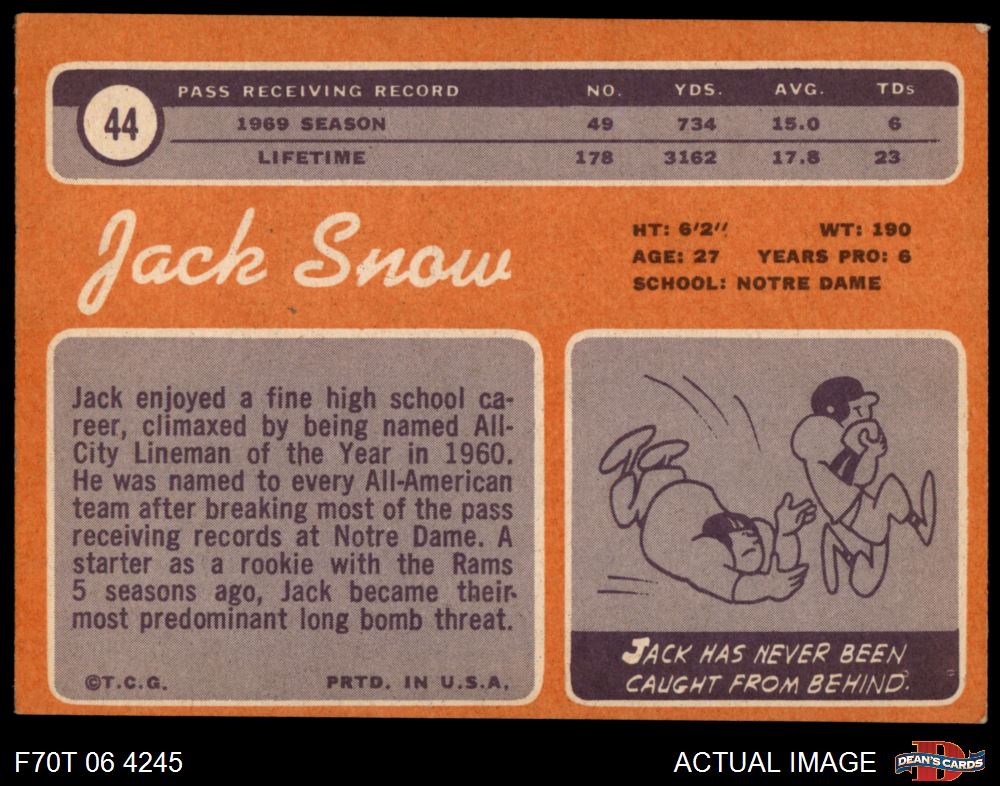 44
PASS RECEIVING RECORD NO. YDS. AVG. TDs
1969 SEASON 49 734 15.0 6
LIFETIME 178 3162 17.8 23
Jack Snow
HT: 6'2" WT: 190
AGE: 27 YEARS PRO: 6
SCHOOL: NOTRE DAME
Jack enjoyed a fine high school ca-
reer, climaxed by being named All-
City Lineman of the Year in 1960.
He was named to every All-American
team after breaking most of the pass
receiving records at Notre Dame. A
starter as a rookie with the Rams
5 seasons ago, Jack became their
most predominant long bomb threat.
©T.C.G. PRTD. IN U.S.A.
JACK HAS NEVER BEEN
CAUGHT FROM BEHIND.
F70T 06 4245
ACTUAL IMAGE
D
DEAN'S CARDS